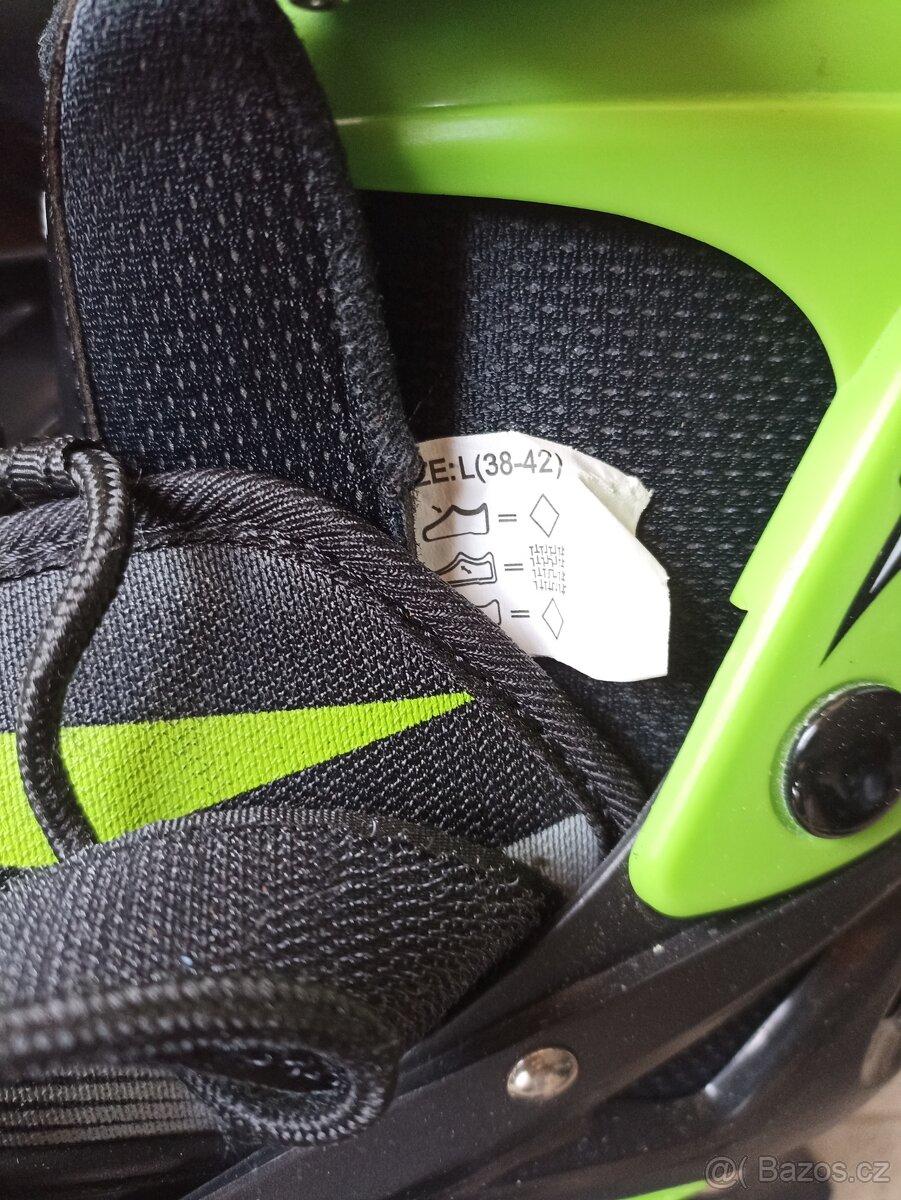 ZE: L(38-42)
=
=
=
@( Bazos.cz